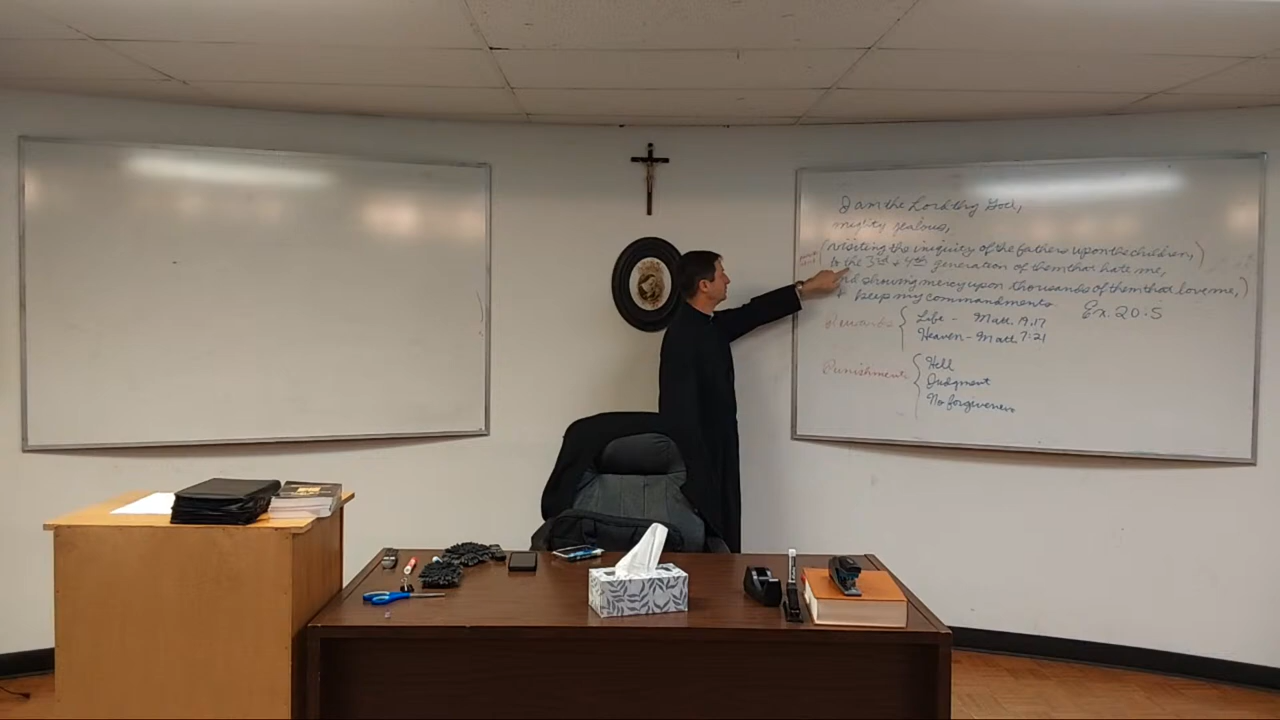 I am the Lord thy God,
mighty jealous,
(visiting the iniquity of the fathers upon the children,)
(to the 3rd + 4th generation of them that hate me,
and showing mercy upon thousands of them that love me,)
+ keep my commandments. Ex. 20.5
Rewards { Life - Matt. 19.17
Heaven - Matt. 7:21
Punishments { Hell
Judgment
No forgiveness